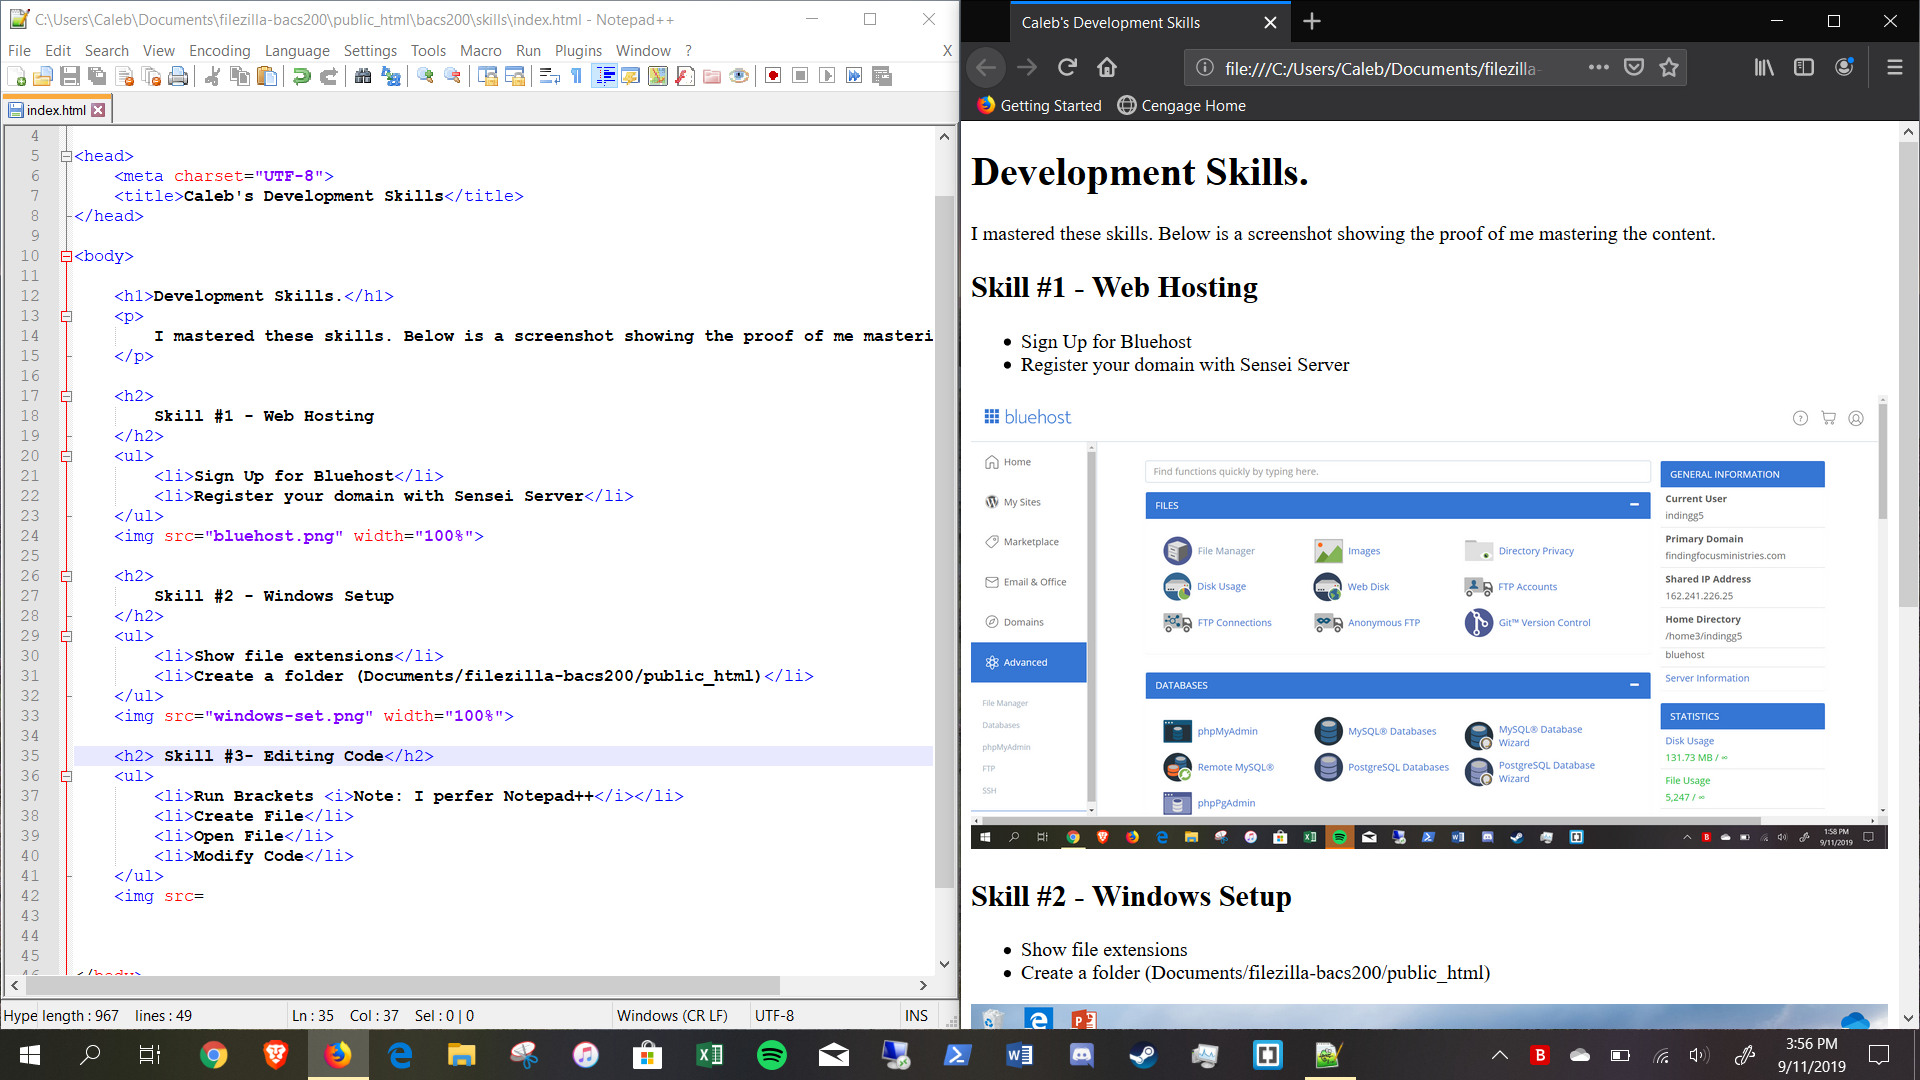 C:\Users\Caleb\Documents\filezilla-bacs200\public_html\bacs200\skills\index.html - Notepad++
File Edit Search View Encoding Language Settings Tools Macro Run Plugins Window ? X
index.html
4
5 <head>
6 <meta charset="UTF-8">
7 <title>Caleb's Development Skills</title>
8 </head>
9
10 <body>
11
12 <h1>Development Skills.</h1>
13 <p>
14 I mastered these skills. Below is a screenshot showing the proof of me masteri
15 </p>
16
17 <h2>
18 Skill #1 - Web Hosting
19 </h2>
20 <ul>
21 <li>Sign Up for Bluehost</li>
22 <li>Register your domain with Sensei Server</li>
23 </ul>
24 <img src="bluehost.png" width="100%">
25
26 <h2>
27 Skill #2 - Windows Setup
28 </h2>
29 <ul>
30 <li>Show file extensions</li>
31 <li>Create a folder (Documents/filezilla-bacs200/public_html)</li>
32 </ul>
33 <img src="windows-set.png" width="100%">
34
35 <h2> Skill #3- Editing Code</h2>
36 <ul>
37 <li>Run Brackets <i>Note: I perfer Notepad++</i></li>
38 <li>Create File</li>
39 <li>Open File</li>
40 <li>Modify Code</li>
41 </ul>
42 <img src=
43
44
45
46 </body>
Hype length : 967 lines : 49 Ln : 35 Col : 37 Sel : 0 | 0 Windows (CR LF) UTF-8 INS
Caleb's Development Skills
file:///C:/Users/Caleb/Documents/filezilla-
Getting Started Cengage Home
Development Skills.
I mastered these skills. Below is a screenshot showing the proof of me mastering the content.
Skill #1 - Web Hosting
Sign Up for Bluehost
Register your domain with Sensei Server
bluehost
Home
My Sites
Marketplace
Email & Office
Domains
Advanced
File Manager
Databases
phpMyAdmin
FTP
SSH
Find functions quickly by typing here.
FILES
File Manager Images Directory Privacy
Disk Usage Web Disk FTP Accounts
FTP Connections Anonymous FTP Git™ Version Control
DATABASES
phpMyAdmin MySQL® Databases MySQL® Database Wizard
Remote MySQL® PostgreSQL Databases PostgreSQL Database Wizard
phpPgAdmin
GENERAL INFORMATION
Current User
indingg5
Primary Domain
findingfocusministries.com
Shared IP Address
162.241.226.25
Home Directory
/home3/indingg5
bluehost
Server Information
STATISTICS
Disk Usage
131.73 MB / ∞
File Usage
5,247 / ∞
1:58 PM
9/11/2019
Skill #2 - Windows Setup
Show file extensions
Create a folder (Documents/filezilla-bacs200/public_html)
3:56 PM
9/11/2019